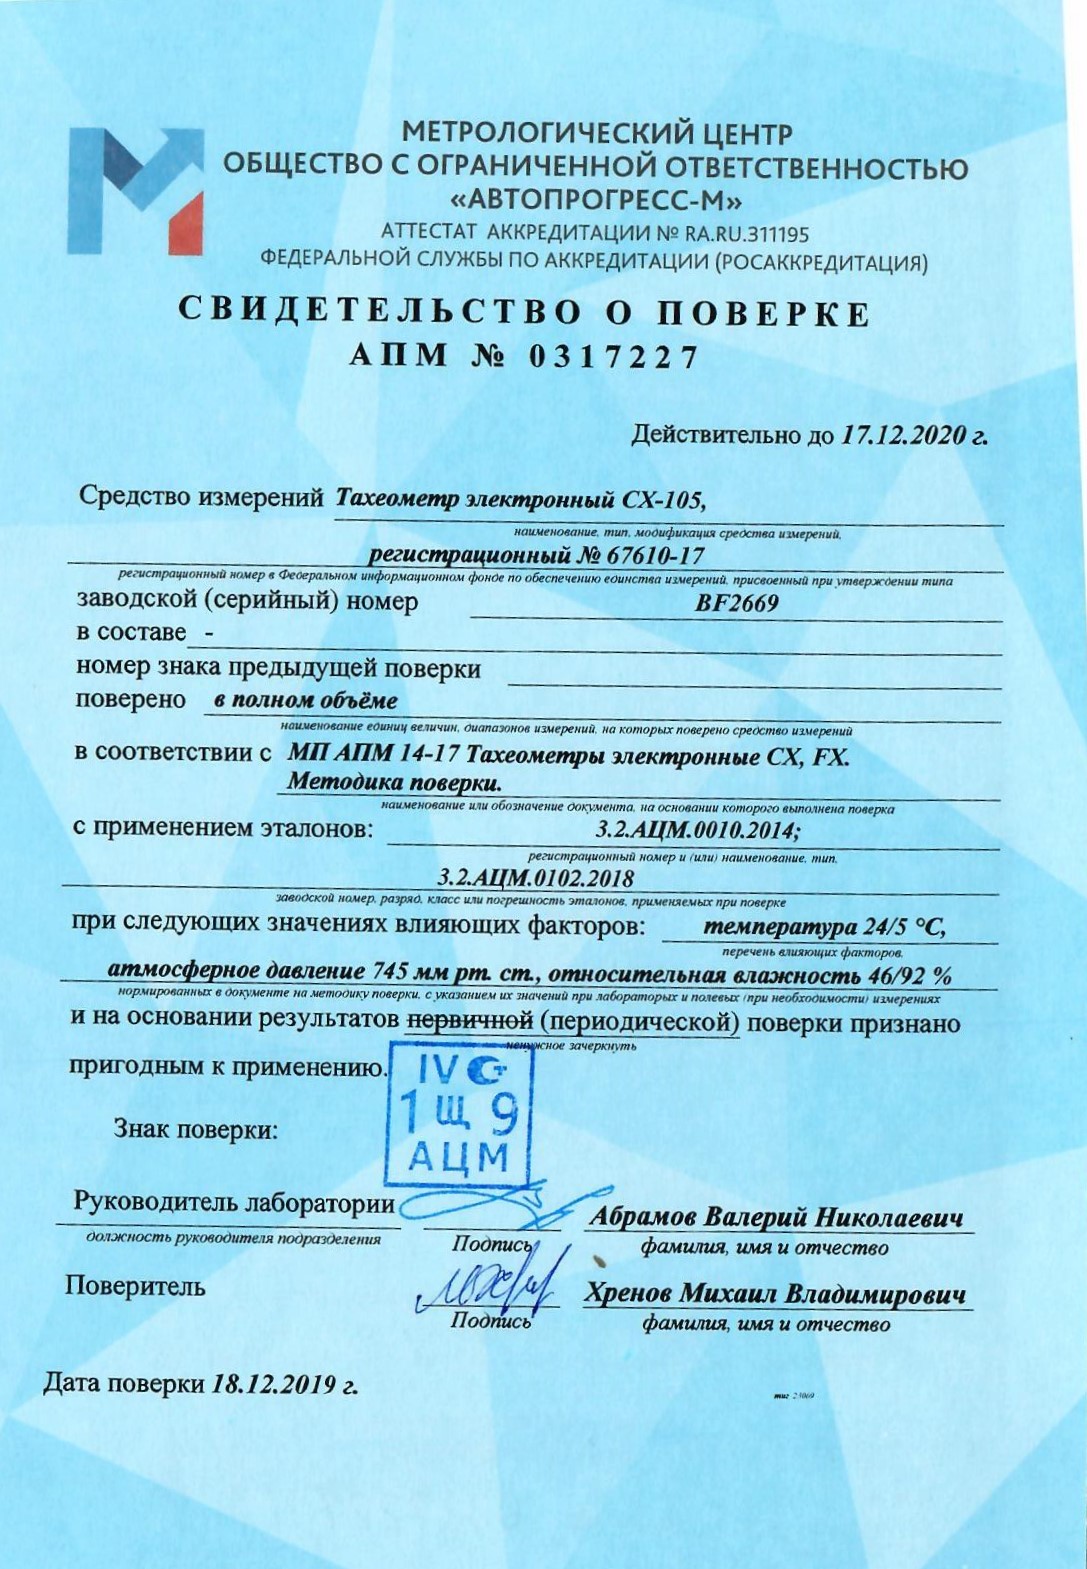 МЕТРОЛОГИЧЕСКИЙ ЦЕНТР
ОБЩЕСТВО С ОГРАНИЧЕННОЙ ОТВЕТСТВЕННОСТЬЮ
«АВТОПРОГРЕСС-М»
АТТЕСТАТ АККРЕДИТАЦИИ № RA.RU.311195
ФЕДЕРАЛЬНОЙ СЛУЖБЫ ПО АККРЕДИТАЦИИ (РОСАККРЕДИТАЦИЯ)
СВИДЕТЕЛЬСТВО О ПОВЕРКЕ
АПМ № 0317227
Действительно до 17.12.2020 г.
Средство измерений Тахеометр электронный СХ-105,
наименование, тип, модификация средства измерений,
регистрационный № 67610-17
регистрационный номер в Федеральном информационном фонде по обеспечению единства измерений, присвоенный при утверждении типа
заводской (серийный) номер BF2669
в составе -
номер знака предыдущей поверки
поверено в полном объёме
наименование единиц величин, диапазонов измерений, на которых поверено средство измерений
в соответствии с МП АПМ 14-17 Тахеометры электронные CX, FX.
Методика поверки.
наименование или обозначение документа, на основании которого выполнена поверка
с применением эталонов: 3.2.АЦМ.0010.2014;
регистрационный номер и (или) наименование, тип,
3.2.АЦМ.0102.2018
заводской номер, разряд, класс или погрешность эталонов, применяемых при поверке
при следующих значениях влияющих факторов: температура 24/5 °С,
перечень влияющих факторов,
атмосферное давление 745 мм рт. ст., относительная влажность 46/92 %
нормированных в документе на методику поверки, с указанием их значений при лабораторых и полевых (при необходимости) измерениях
и на основании результатов первичной (периодической) поверки признано
ненужное зачеркнуть
пригодным к применению.
IV
1 Щ 9
АЦМ
Знак поверки:
Руководитель лаборатории Абрамов Валерий Николаевич
должность руководителя подразделения Подпись фамилия, имя и отчество
Поверитель Хренов Михаил Владимирович
Подпись фамилия, имя и отчество
Дата поверки 18.12.2019 г.